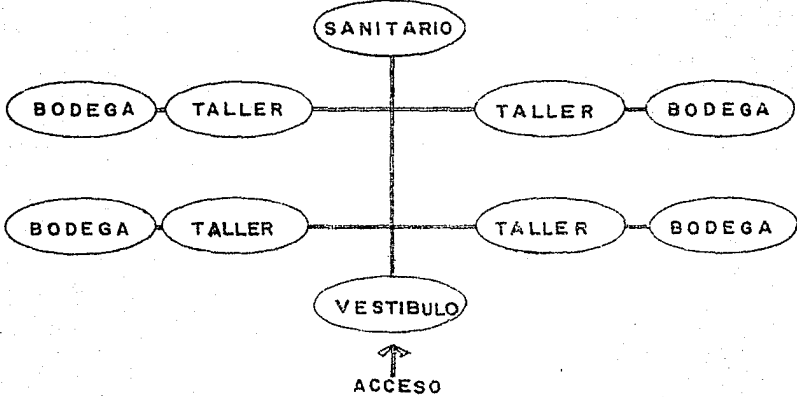 SANITARIO
BODEGA TALLER TALLER BODEGA
BODEGA TALLER TALLER BODEGA
VESTIBULO
ACCESO